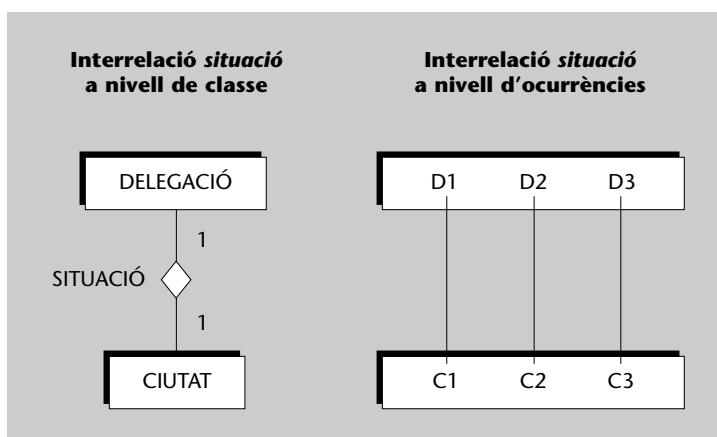 Interrelació situació
a nivell de classe
DELEGACIÓ
1
SITUACIÓ
1
CIUTAT
Interrelació situació
a nivell d'ocurrències
D1 D2 D3
C1 C2 C3